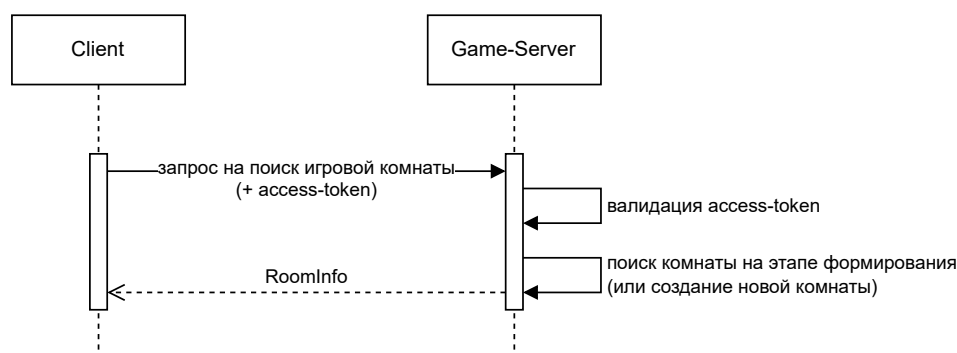 Client
Game-Server
запрос на поиск игровой комнаты
(+ access-token)
валидация access-token
поиск комнаты на этапе формирования
(или создание новой комнаты)
RoomInfo